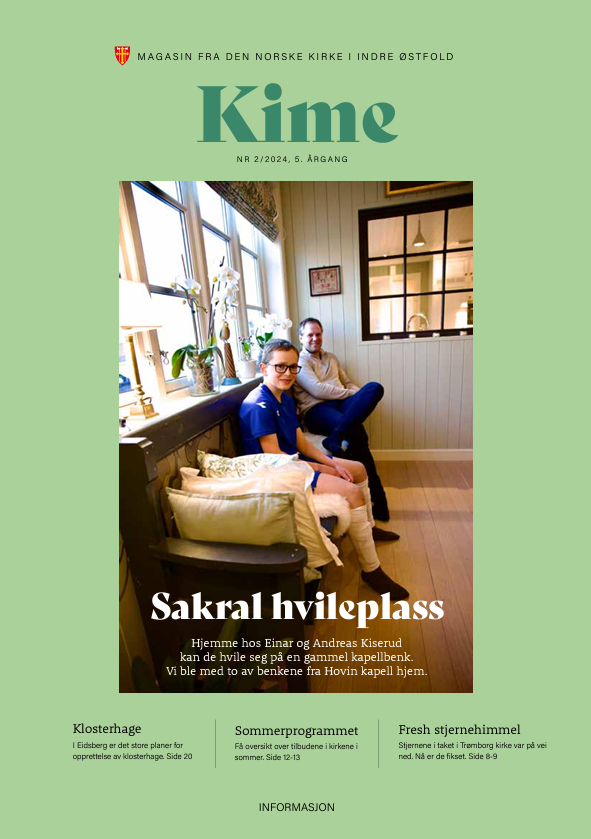 MAGASIN FRA DEN NORSKE KIRKE I INDRE ØSTFOLD
Kime
NR 2/2024, 5. ÅRGANG
Sakral hvileplass
Hjemme hos Einar og Andreas Kiserud
kan de hvile seg på en gammel kapellbenk.
Vi ble med to av benkene fra Hovin kapell hjem.
Klosterhage
I Eidsberg er det store planer for
opprettelse av klosterhage. Side 20
Sommerprogrammet
Få oversikt over tilbudene i kirkene i
sommer. Side 12-13
Fresh stjernehimmel
Stjernene i taket i Trømborg kirke var på vei
ned. Nå er de fikset. Side 8-9
INFORMASJON